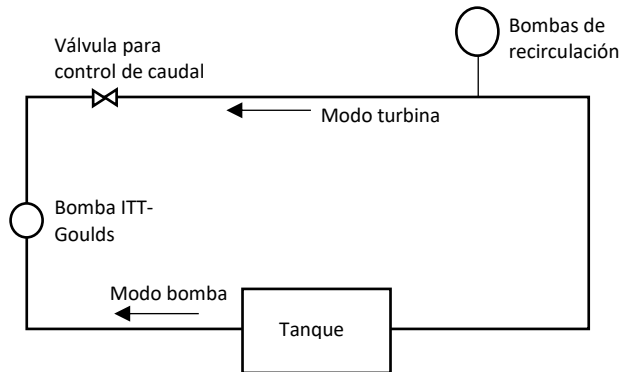 Bombas de
recirculación
Válvula para
control de caudal
Modo turbina
Bomba ITT-
Goulds
Modo bomba
Tanque